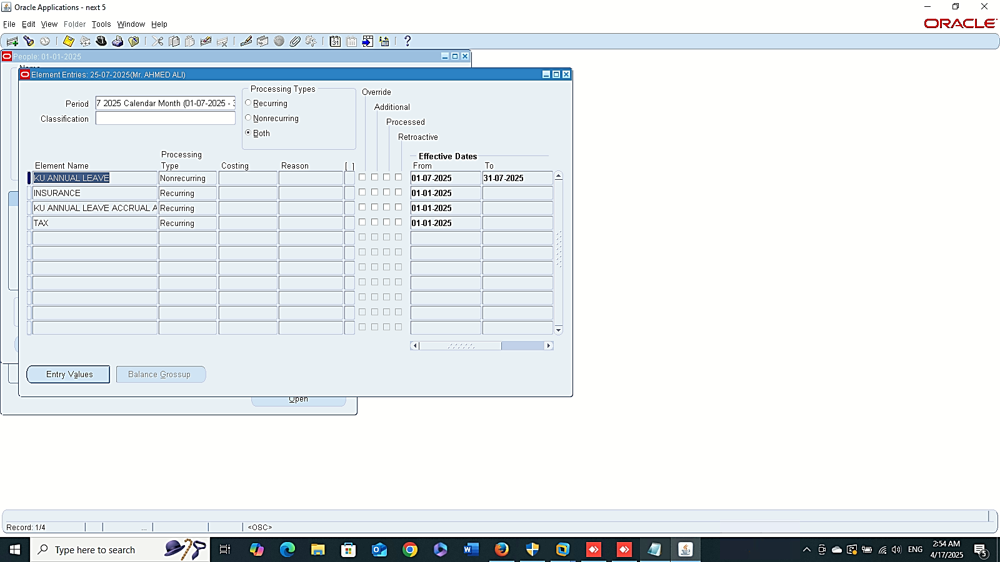 Oracle Applications - next 5
File Edit View Folder Tools Window Help
ORACLE
People: 01-01-2025
Name
Element Entries: 25-07-2025(Mr. AHMED ALI)
Period 7 2025 Calendar Month (01-07-2025 - 3
Classification
Processing Types
Recurring
Nonrecurring
Both
Override
Additional
Processed
Retroactive
Effective Dates
Element Name Processing Type Costing Reason [ ] From To
KU ANNUAL LEAVE Nonrecurring 01-07-2025 31-07-2025
INSURANCE Recurring 01-01-2025
KU ANNUAL LEAVE ACCRUAL A Recurring 01-01-2025
TAX Recurring 01-01-2025
Entry Values Balance Grossup
Open
Record: 1/4 ... <OSC>
Type here to search
ENG
2:54 AM
4/17/2025
5